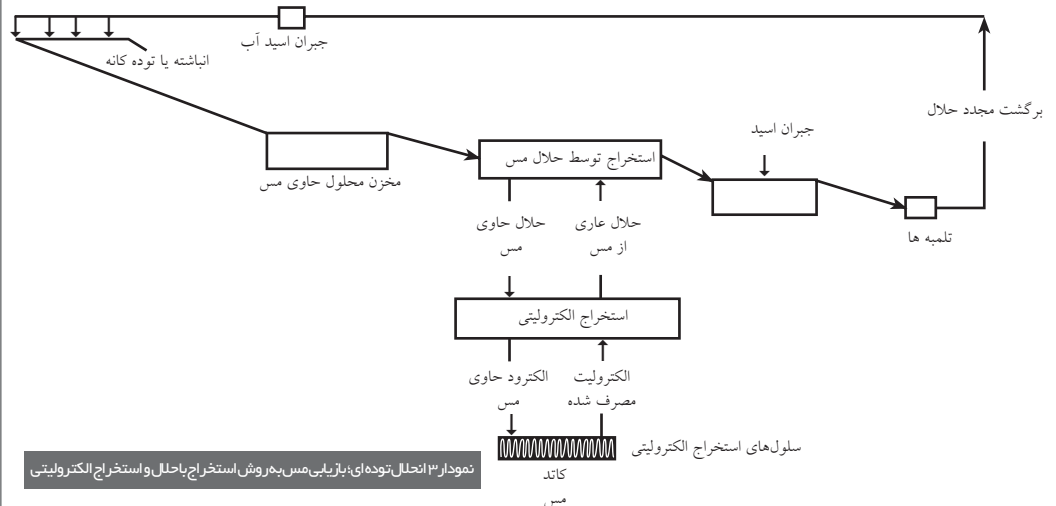 جبران اسید آب
انباشته یا توده کانه
برگشت مجدد حلال
جبران اسید
استخراج توسط حلال مس
مخزن محلول حاوی مس
تلمبه ها
حلال حاوی
مس
حلال عاری
از مس
استخراج الکترولیتی
الکترود حاوی
مس
الکترولیت
مصرف شده
سلول‌های استخراج الکترولیتی
کاتد
مس
نمودار ۳ انحلال توده‌ای؛ بازیابی مس به روش استخراج با حلال و استخراج الکترولیتی